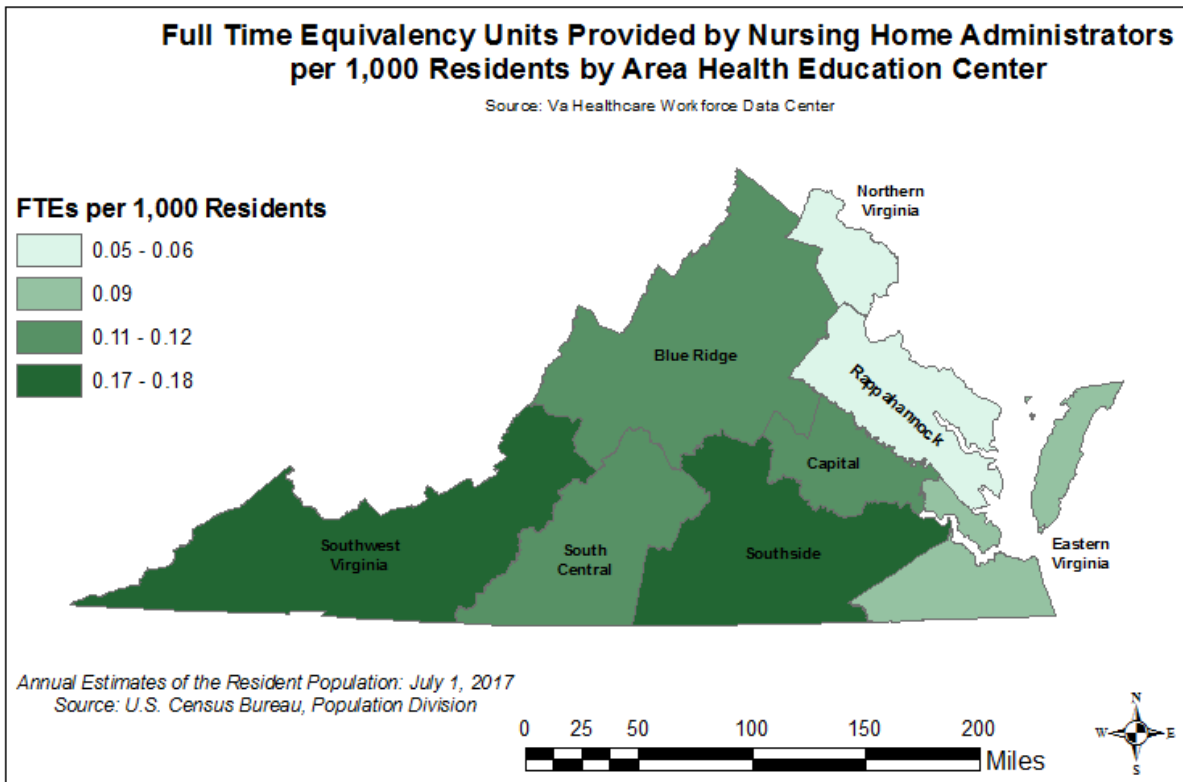 Full Time Equivalency Units Provided by Nursing Home Administrators
per 1,000 Residents by Area Health Education Center
Source: Va Healthcare Workforce Data Center
FTEs per 1,000 Residents
0.05 - 0.06
0.09
0.11 - 0.12
0.17 - 0.18
Northern
Virginia
Blue Ridge
Rappahannock
Capital
Southwest
Virginia
South
Central
Southside
Eastern
Virginia
Annual Estimates of the Resident Population: July 1, 2017
Source: U.S. Census Bureau, Population Division
0 25 50 100 150 200
Miles
N
W E
S